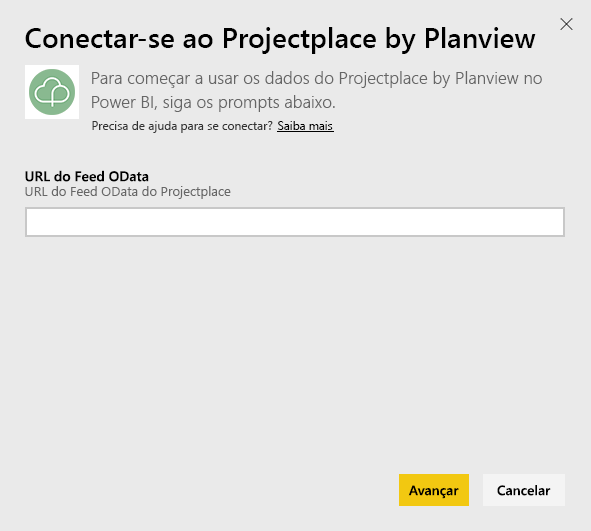 Conectar-se ao Projectplace by Planview
Para começar a usar os dados do Projectplace by Planview no
Power BI, siga os prompts abaixo.
Precisa de ajuda para se conectar? Saiba mais
URL do Feed OData
URL do Feed OData do Projectplace
Avançar Cancelar